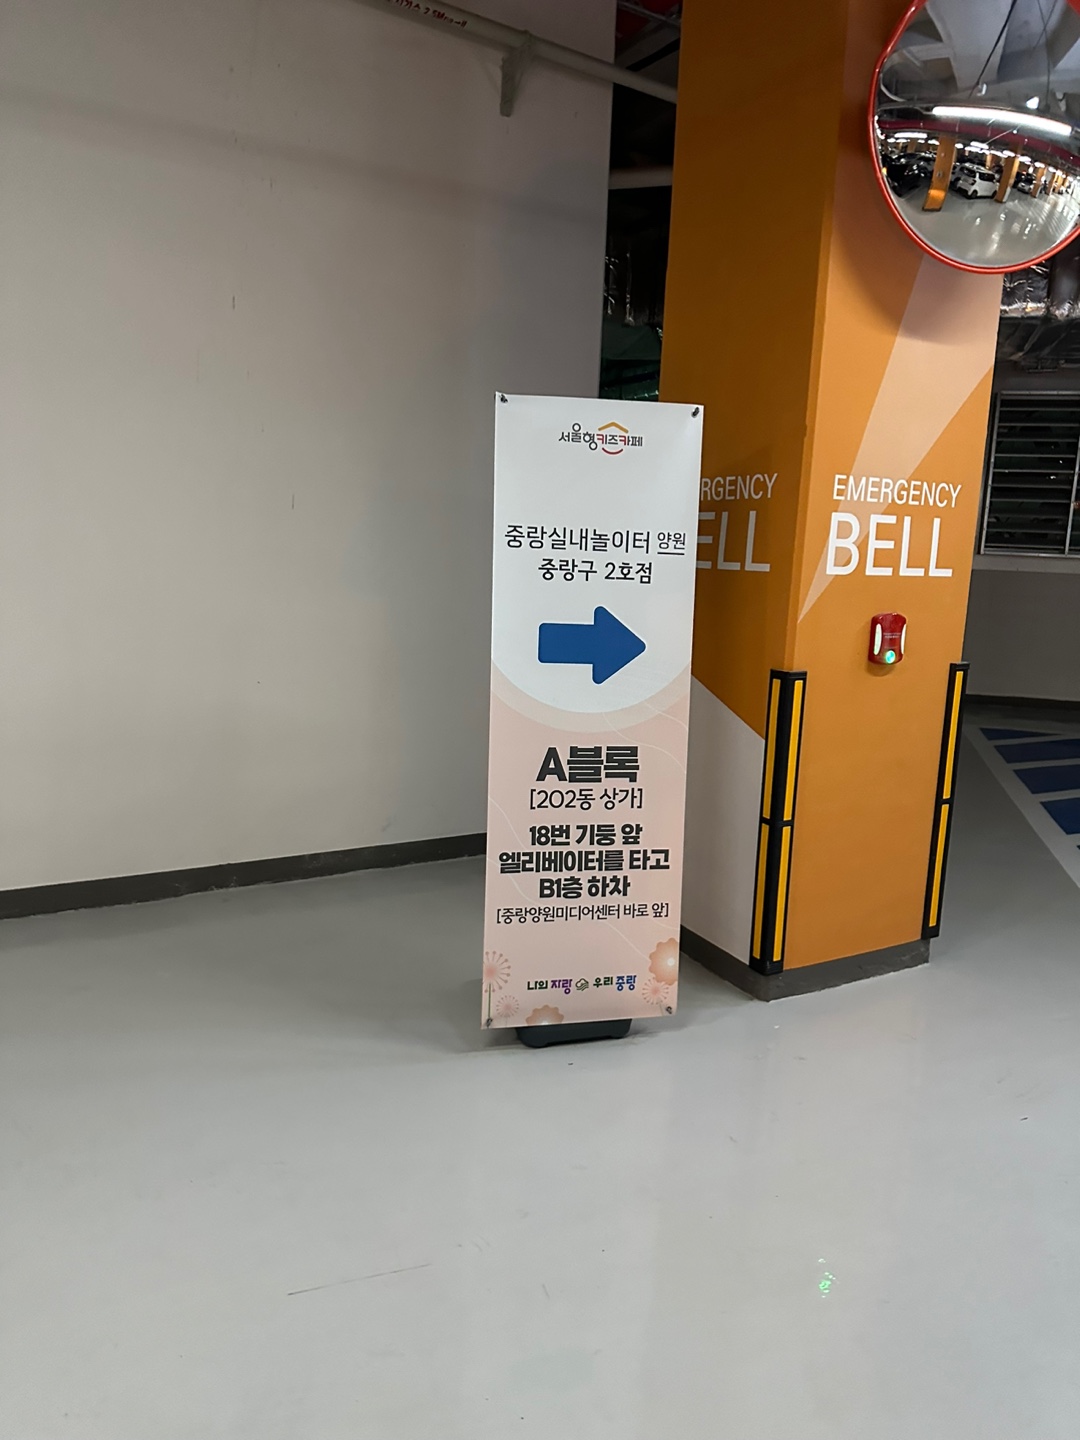 서울형키즈카페
중랑실내놀이터 양원
중랑구 2호점
A블록
[202동 상가]
18번 기둥 앞
엘리베이터를 타고
B1층 하차
[중랑양원미디어센터 바로 앞]
나의 자랑 우리 중랑
RGENCY
ELL
EMERGENCY
BELL